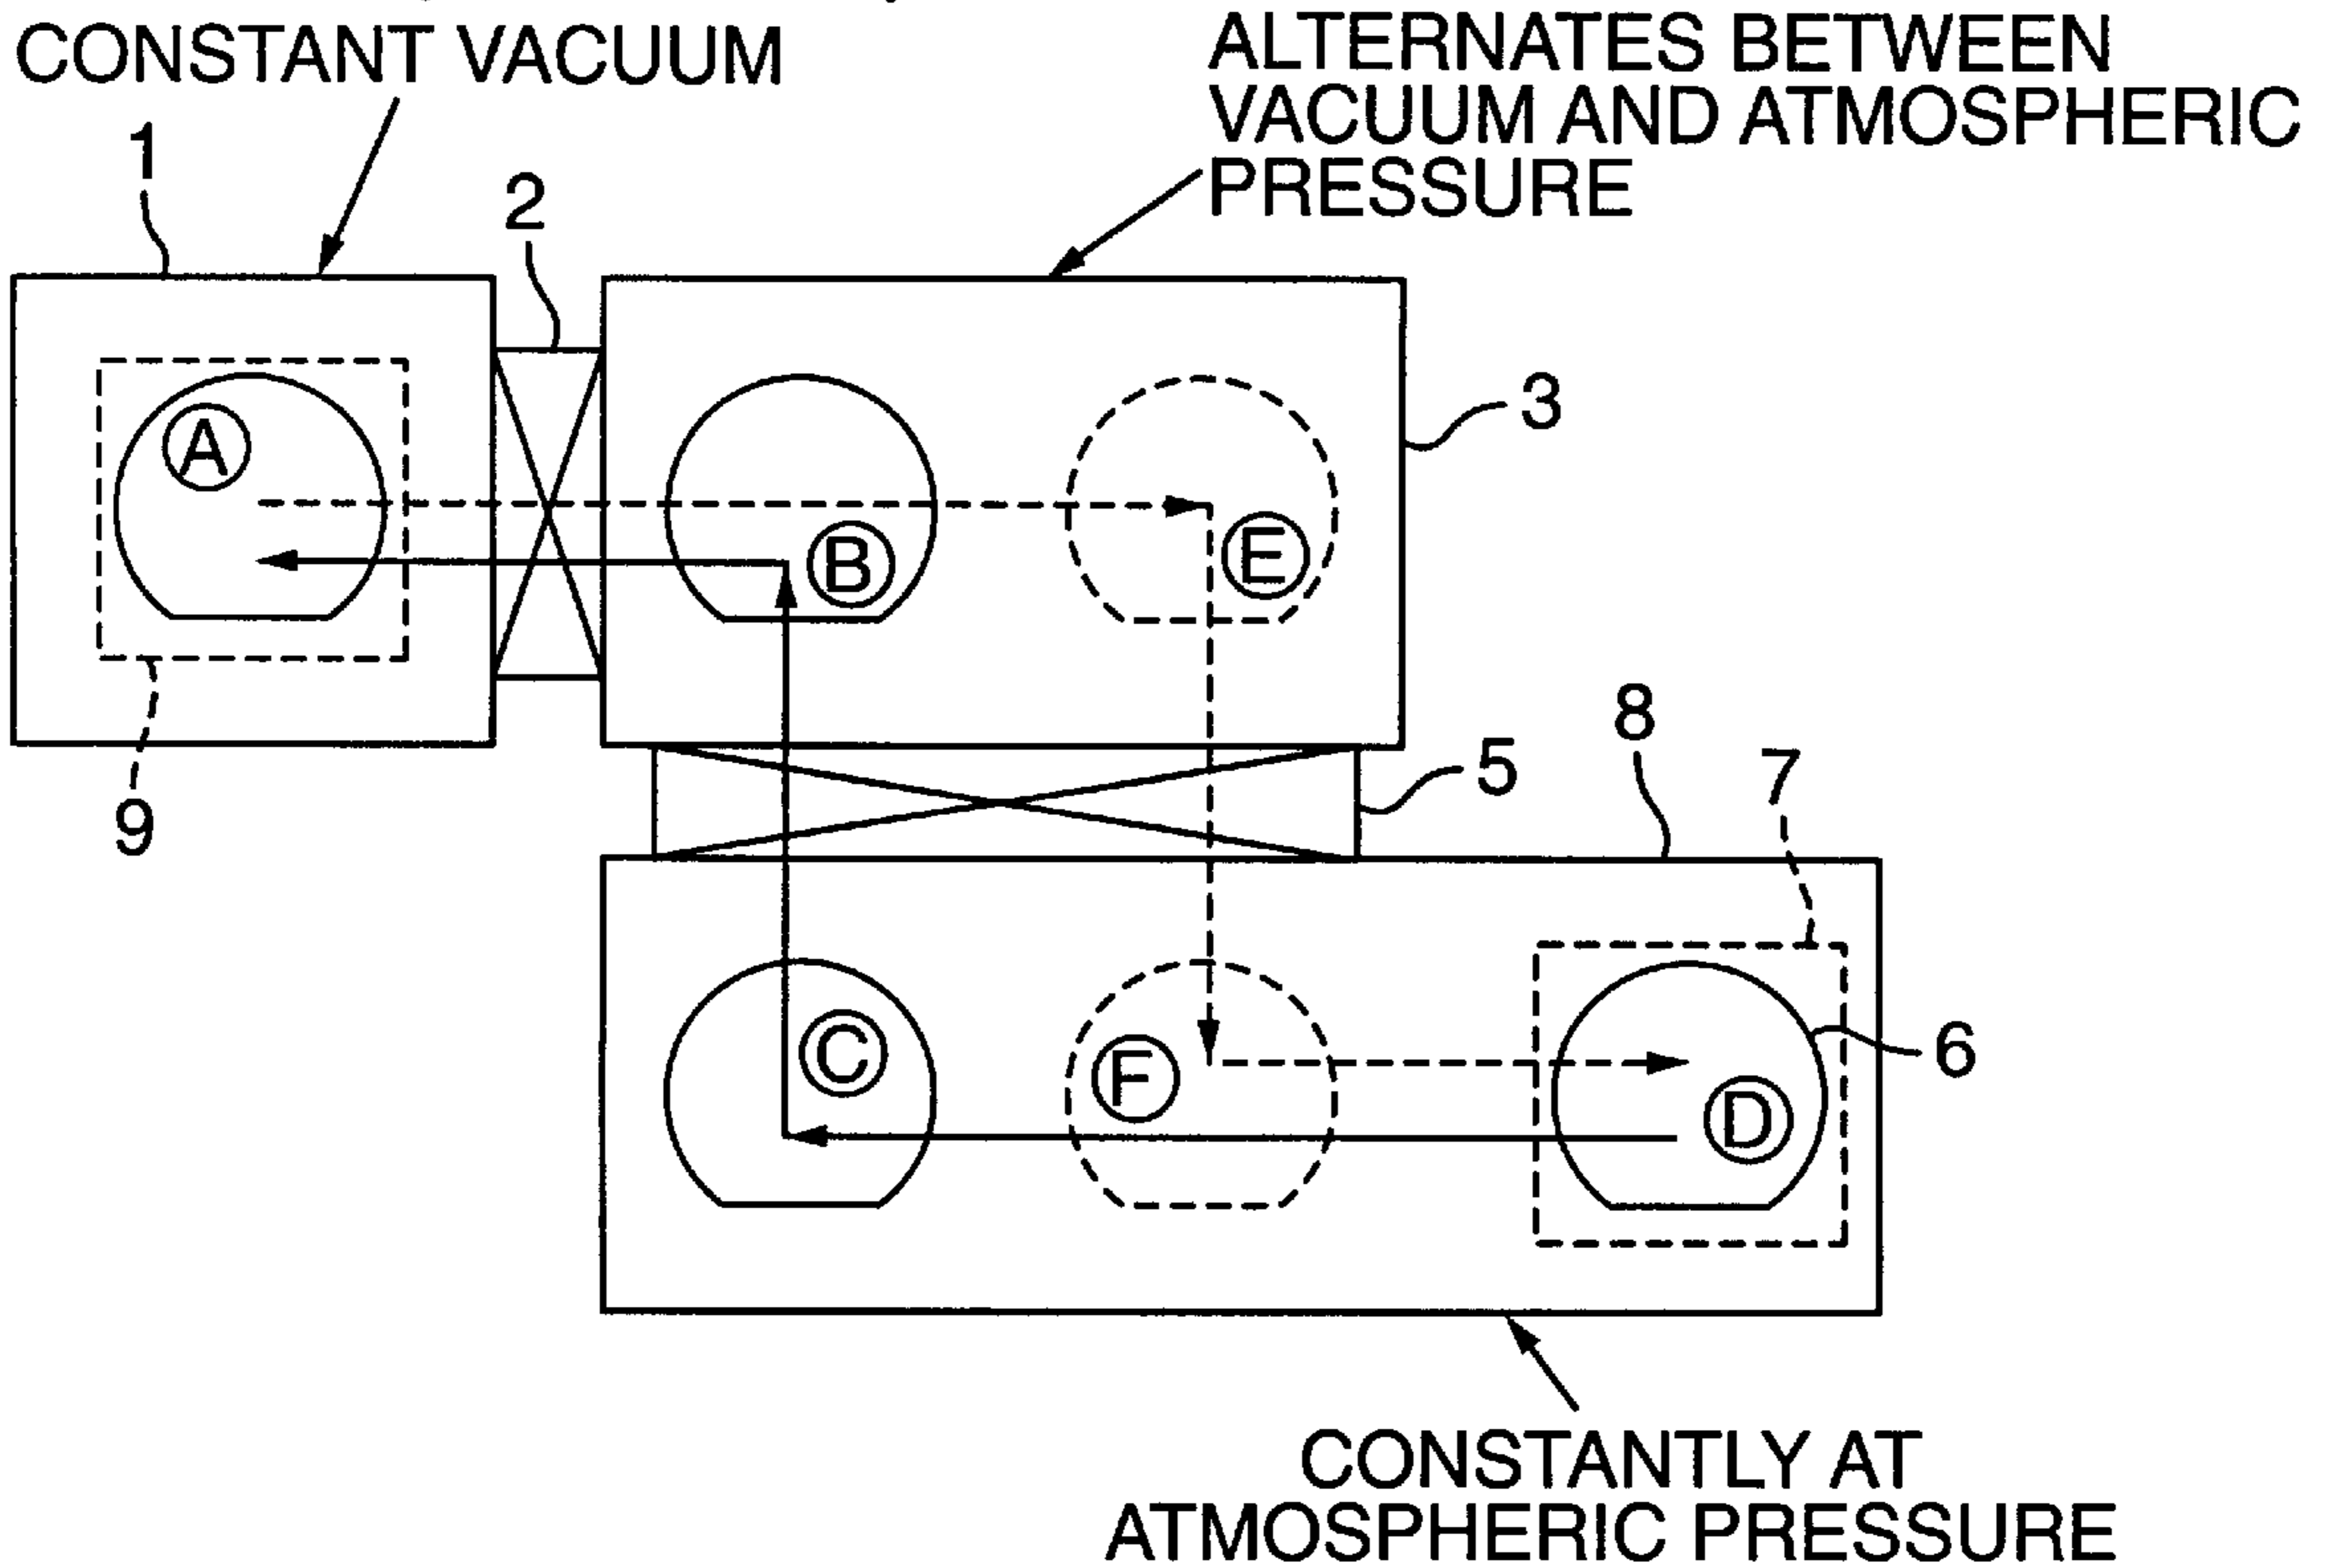 CONSTANT VACUUM
ALTERNATES BETWEEN
VACUUM AND ATMOSPHERIC
PRESSURE
1
2
3
A
B
E
9
5
8
7
C
F
6
D
CONSTANTLY AT
ATMOSPHERIC PRESSURE